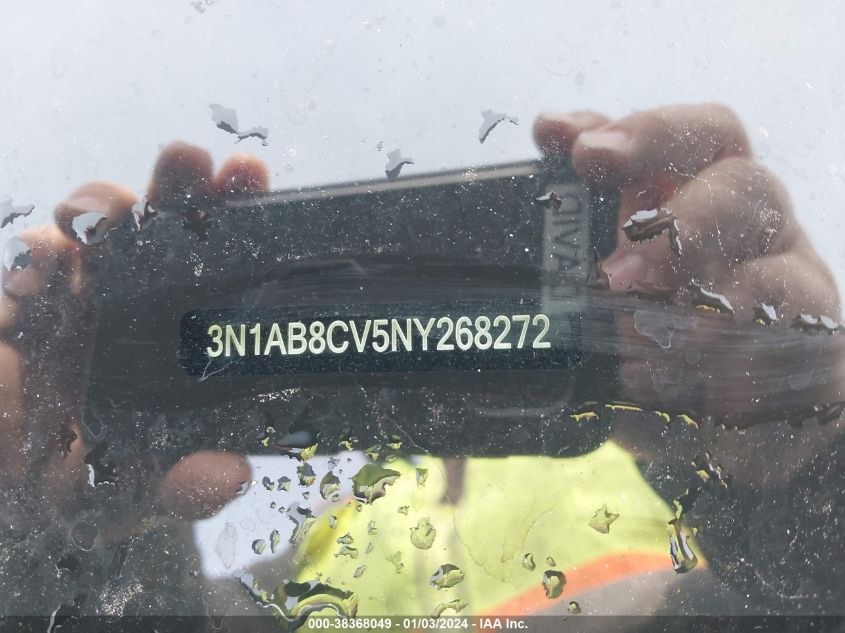 3N1AB8CV5NY268272
000-38368049 - 01/03/2024 - IAA Inc.